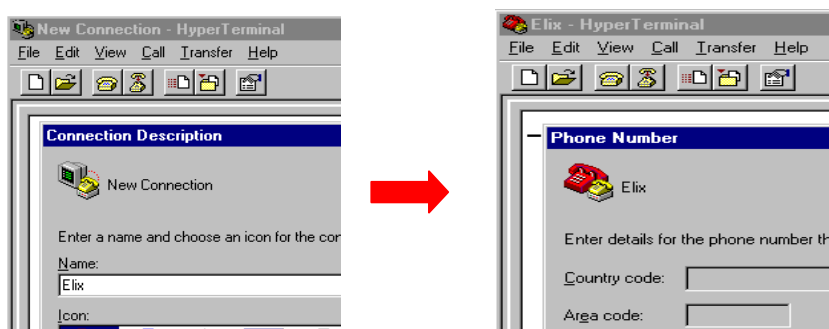 New Connection - HyperTerminal
File Edit View Call Transfer Help
Connection Description
New Connection
Enter a name and choose an icon for the
Name:
Elix
Icon:
Elix - HyperTerminal
File Edit View Call Transfer Help
Phone Number
Elix
Enter details for the phone number
Country code:
Area code: